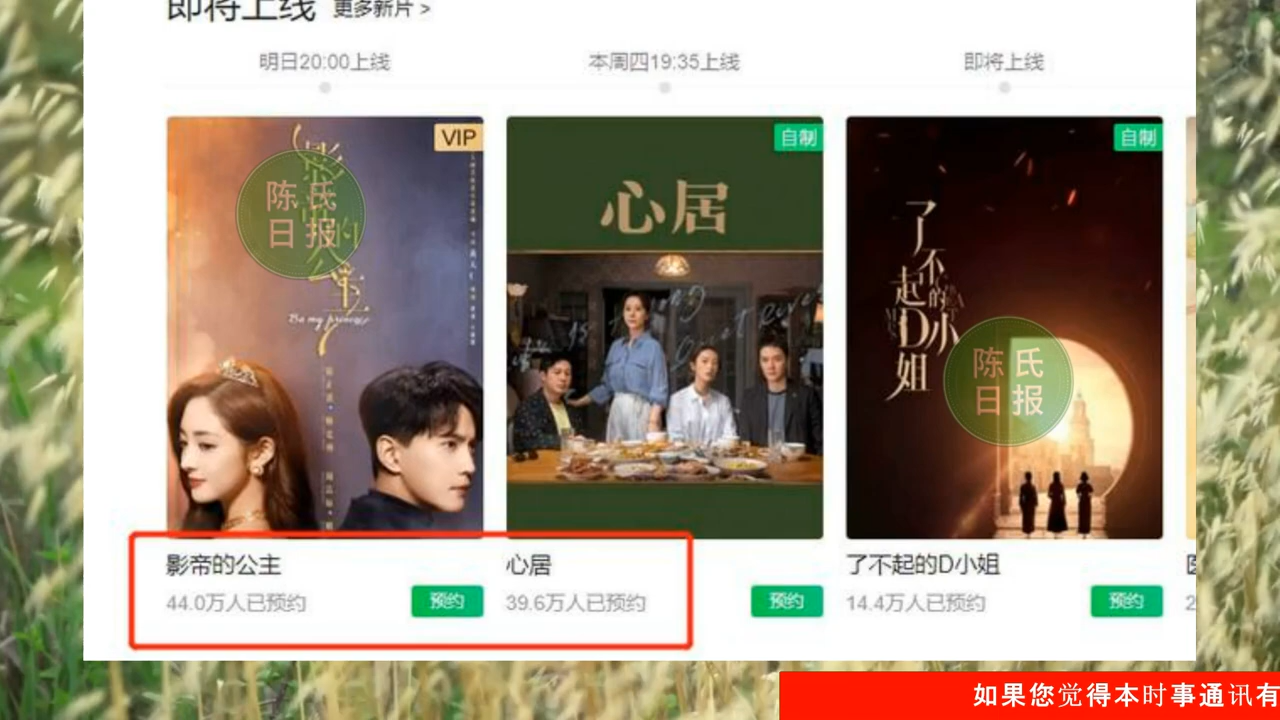 即将上线 更多新片 >
明日20:00上线
本周四19:35上线
即将上线
VIP
自制
自制
陈氏
日报
Be my princess
心居
了不起的D小姐
陈氏
日报
影帝的公主
心居
了不起的D小姐
44.0万人已预约
预约
39.6万人已预约
预约
14.4万人已预约
预约
如果您觉得本时事通讯有